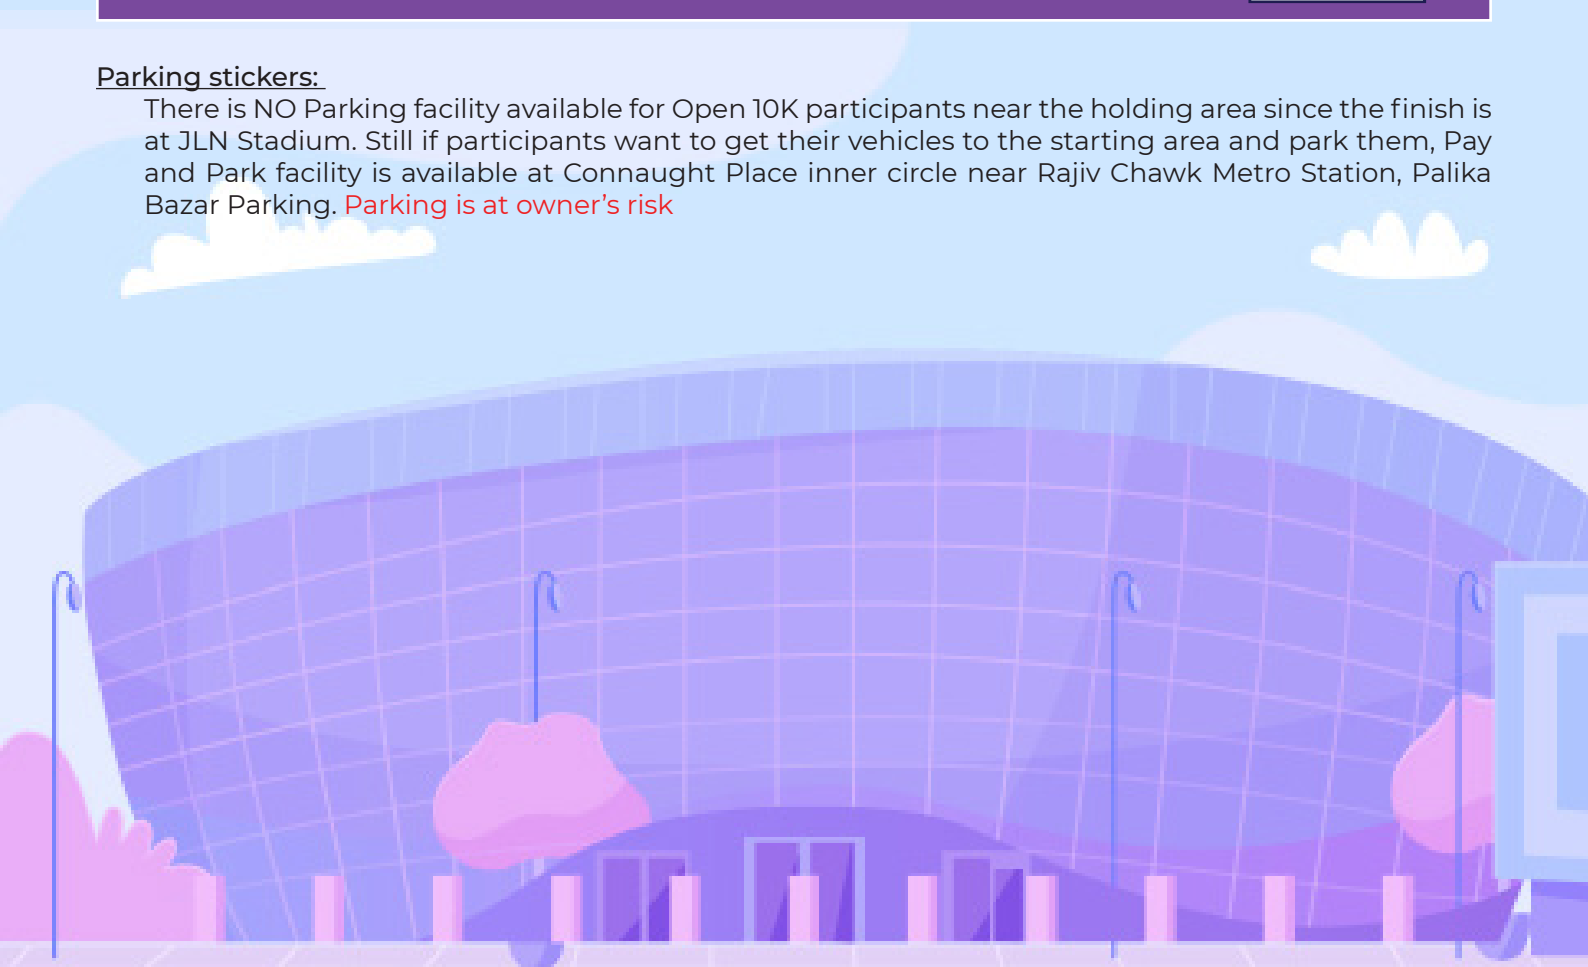 Parking stickers:
There is NO Parking facility available for Open 10K participants near the holding area since the finish is
at JLN Stadium. Still if participants want to get their vehicles to the starting area and park them, Pay
and Park facility is available at Connaught Place inner circle near Rajiv Chawk Metro Station, Palika
Bazar Parking. Parking is at owner’s risk